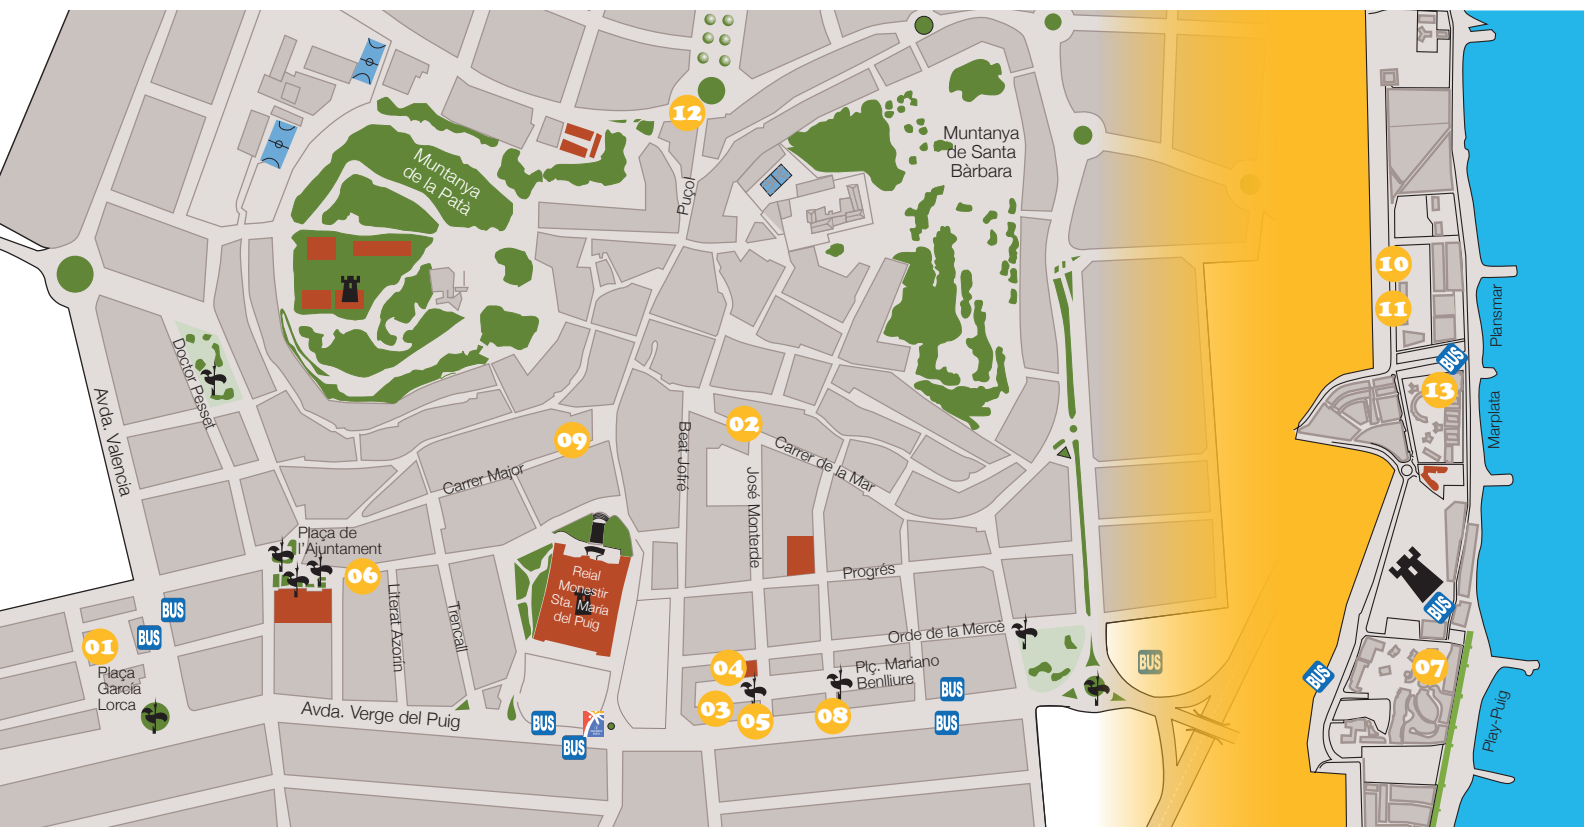 12
Muntanya
de Santa
Bàrbara
Muntanya
de la Patà
Puçol
10
11
Plansmar
BUS
13
Marplata
Doctor Pesset
Avda. Valencia
09
02
Beat Jofré
Carrer de la Mar
Carrer Major
José Monterde
Plaça de
l'Ajuntament
06
Reial
Monestir
Sta. María
del Puig
Progrés
Literat Azorín
Trencall
BUS
BUS
BUS
01
Plaça
García
Lorca
Orde de la Mercè
04
Plç. Mariano
Benlliure
BUS
BUS
07
BUS
03
05
08
Avda. Verge del Puig
BUS
BUS
BUS
Play-Puig